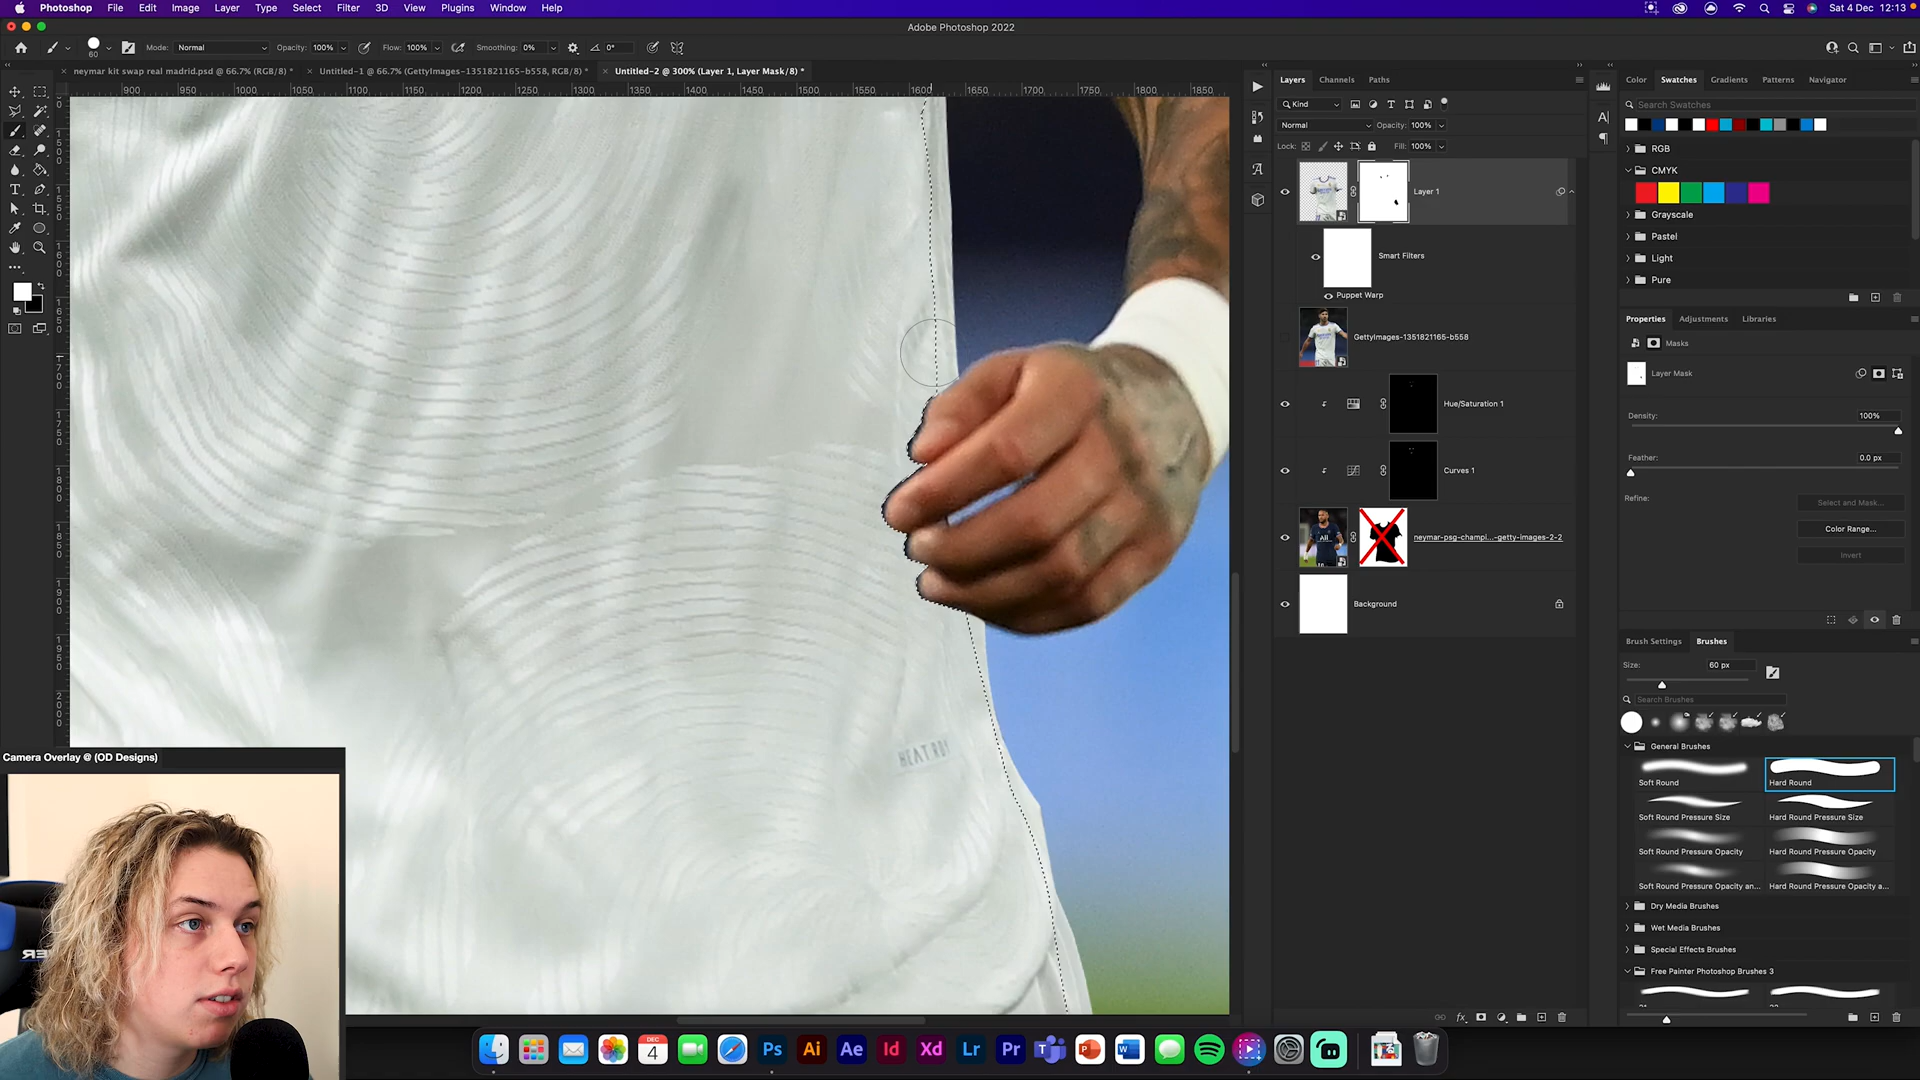 Photoshop File Edit Image Layer Type Select Filter 3D View Plugins Window Help Sat 4 Dec 12:13
Adobe Photoshop 2022
60 Mode: Normal Opacity: 100% Flow: 100% Smoothing: 0% 0°
neymar kit swap real madrid.psd @ 66.7% (RGB/8) * Untitled-1 @ 66.7% (GettyImages-1351821165-b558, RGB/8) * Untitled-2 @ 300% (Layer 1, Layer Mask/8) *
900 950 1000 1050 1100 1150 1200 1250 1300 1350 1400 1450 1500 1550 1600 1650 1700 1750 1800 1850
Layers Channels Paths
Kind
Normal Opacity: 100%
Lock: Fill: 100%
Layer 1
Smart Filters
Puppet Warp
GettyImages-1351821165-b558
Hue/Saturation 1
Curves 1
neymar-psg-champi...-getty-images-2-2
Background
Color Swatches Gradients Patterns Navigator
Search Swatches
RGB
CMYK
Grayscale
Pastel
Light
Pure
Properties Adjustments Libraries
Masks
Layer Mask
Density: 100%
Feather: 0.0 px
Refine: Select and Mask...
Color Range...
Invert
Brush Settings Brushes
Size: 60 px
Search Brushes
General Brushes
Soft Round Hard Round
Soft Round Pressure Size Hard Round Pressure Size
Soft Round Pressure Opacity Hard Round Pressure Opacity
Soft Round Pressure Opacity an... Hard Round Pressure Opacity a...
Dry Media Brushes
Wet Media Brushes
Special Effects Brushes
Free Painter Photoshop Brushes 3
Camera Overlay @ (OD Designs)
DEC
4
Ps Ai Ae Id Xd Lr Pr